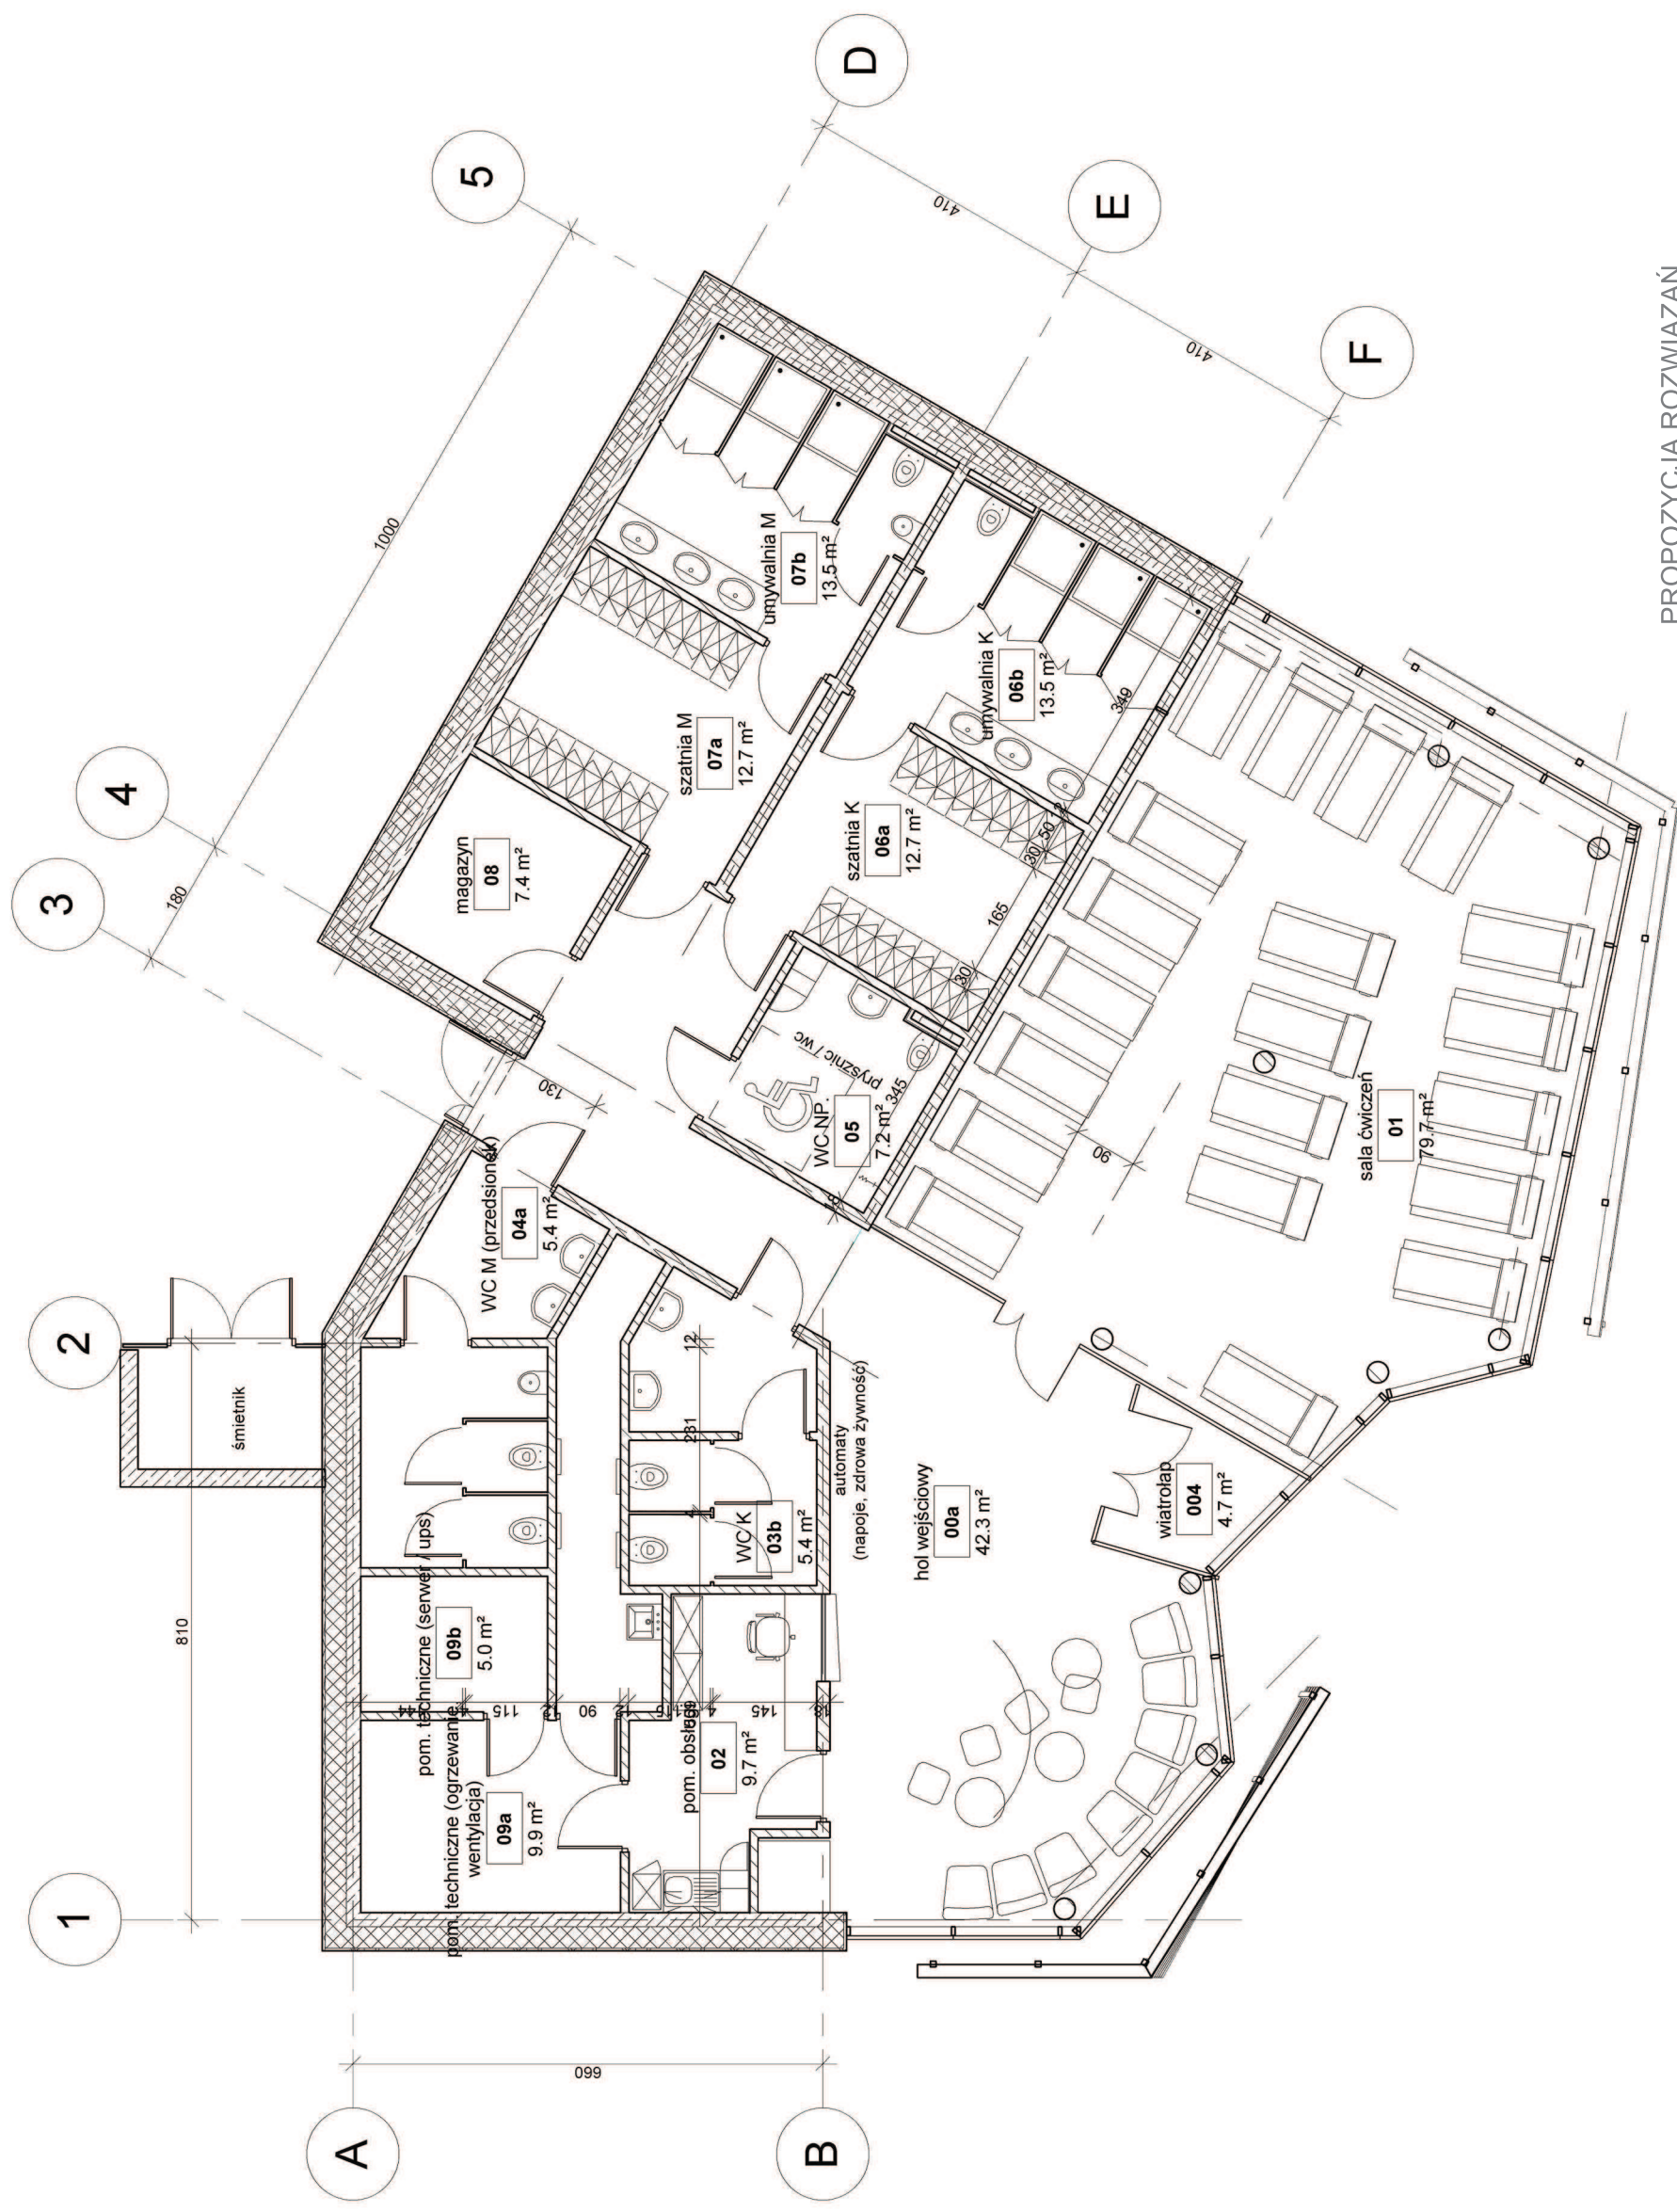 1
2
3
4
5
A
B
D
E
F
810
180
1000
410
410
660
130
śmietnik
pom. techniczne (serwer / ups)
09b
5.0 m²
pom. techniczne (ogrzewanie,
wentylacja)
09a
9.9 m²
pom. obsługi
02
9.7 m²
WC K
03b
5.4 m²
WC M (przedsionek)
04a
5.4 m²
automaty
(napoje, zdrowa żywność)
hol wejściowy
00a
42.3 m²
wiatrołap
004
4.7 m²
magazyn
08
7.4 m²
szatnia M
07a
12.7 m²
umywalnia M
07b
13.5 m²
szatnia K
06a
12.7 m²
umywalnia K
06b
13.5 m²
WC NP.
05
7.2 m²
prysznic / wc
sala ćwiczeń
01
79.7 m²
349
12
50
30
165
30
345
90
12
231
115
90
145
PROPOZYCJA ROZWIĄZAŃ